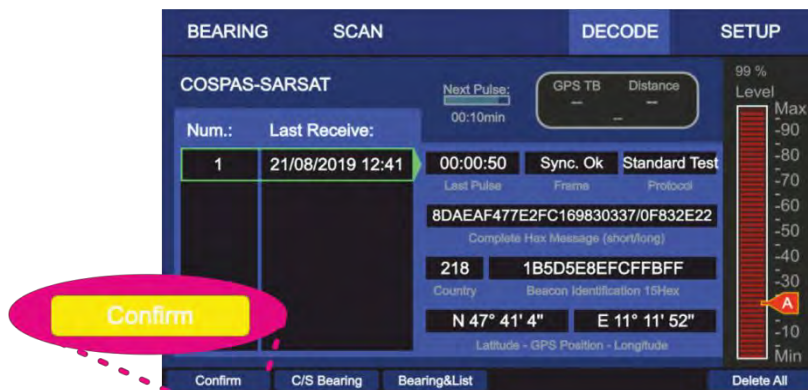 BEARING SCAN DECODE SETUP
COSPAS-SARSAT
Next Pulse:
00:10min
GPS TB Distance
-- --
--
99 %
Level
Max
-90
-80
-70
-60
-50
-40
-30
A
-10
Min
Num.: Last Receive:
1 21/08/2019 12:41
00:00:50 Sync. Ok Standard Test
Last Pulse Frame Protocol
8DAEAF477E2FC169830337/0F832E22
Complete Hax Message (short/long)
218 1B5D5E8EFCFFBFF
Country Beacon Identification 15Hex
N 47° 41' 4" E 11° 11' 52"
Latitude - GPS Position - Longitude
Confirm
Confirm C/S Bearing Bearing&List Delete All